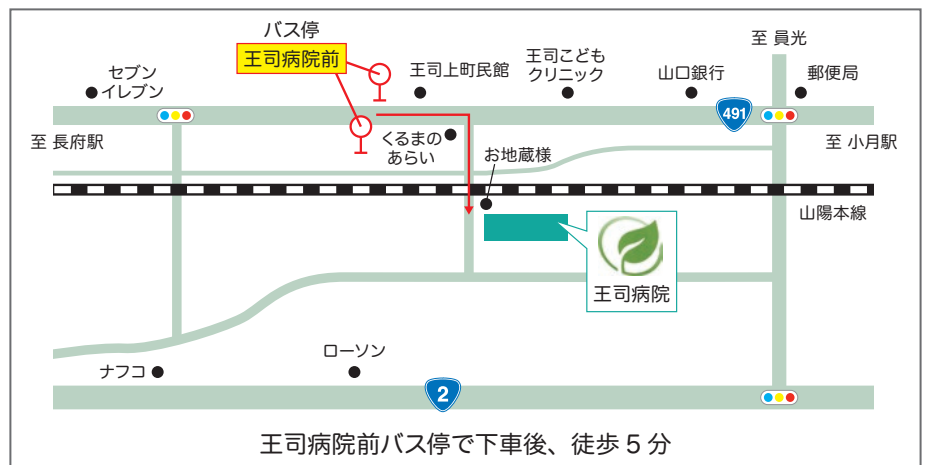 バス停
王司病院前
至 員光
セブン
イレブン
王司上町民館
王司こども
クリニック
山口銀行
郵便局
491
至 長府駅
くるまの
あらい
お地蔵様
至 小月駅
山陽本線
王司病院
ナフコ
ローソン
2
王司病院前バス停で下車後、徒歩 5 分